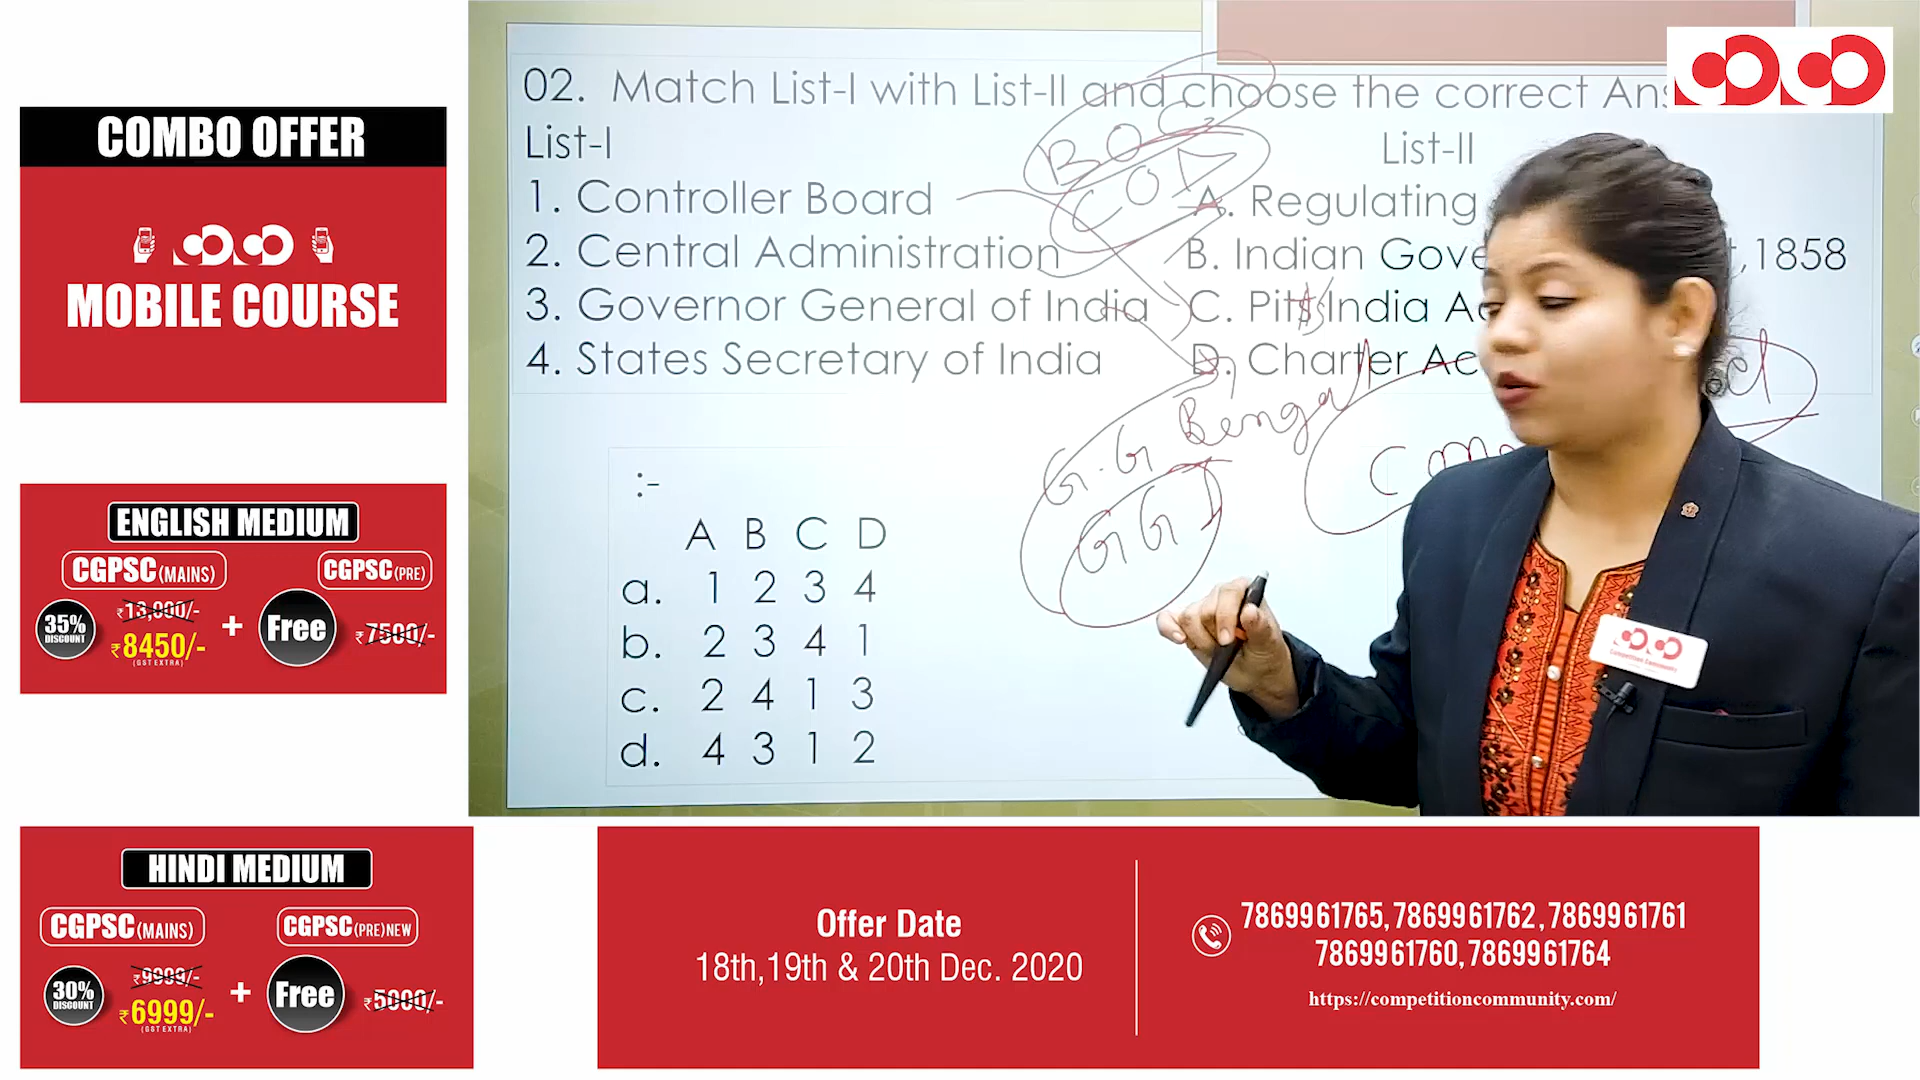 COMBO OFFER
MOBILE COURSE
ENGLISH MEDIUM
CGPSC (MAINS) CGPSC (PRE)
35% DISCOUNT ₹13,000/- ₹8450/- (GST EXTRA) + Free ₹7500/-
HINDI MEDIUM
CGPSC (MAINS) CGPSC (PRE) NEW
30% DISCOUNT ₹9999/- ₹6999/- (GST EXTRA) + Free ₹5000/-
02. Match List-I with List-II and choose the correct Ans
List-I List-II
1. Controller Board A. Regulating
2. Central Administration B. Indian Gove ,1858
3. Governor General of India C. Pitts India Ac
4. States Secretary of India D. Charter Ac
BOC
COD
G.G Bengal
GGI
:-
A B C D
a. 1 2 3 4
b. 2 3 4 1
c. 2 4 1 3
d. 4 3 1 2
Competition Community
Offer Date
18th,19th & 20th Dec. 2020
7869961765, 7869961762, 7869961761
7869961760, 7869961764
https://competitioncommunity.com/